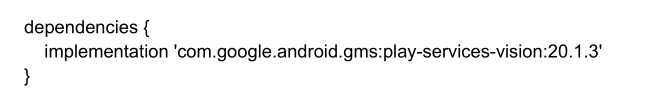 dependencies {
    implementation 'com.google.android.gms:play-services-vision:20.1.3'
}